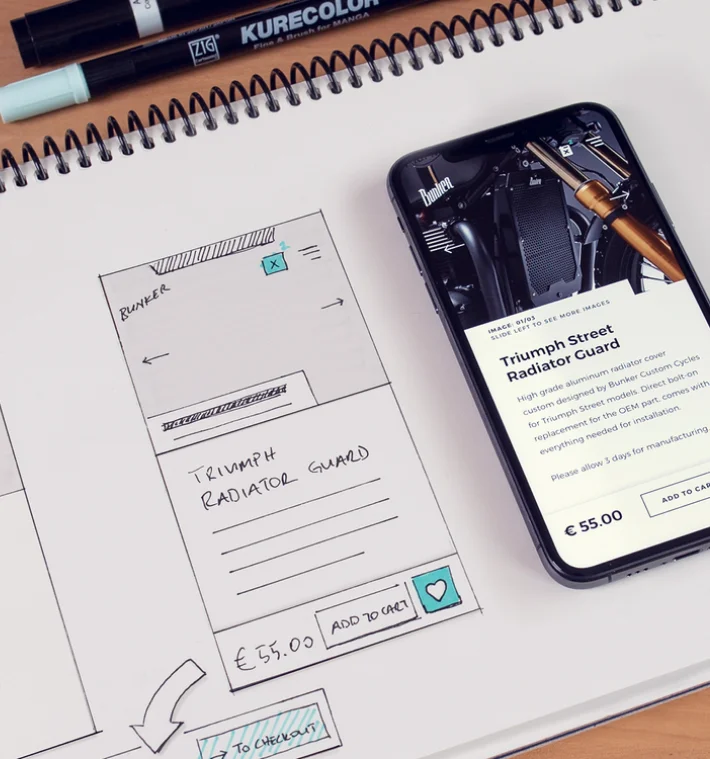 ZIG
KURECOLOR
Fine & Brush for MANGA
BUNKER
X
2
TRIUMPH
RADIATOR GUARD
€55.00
ADD TO CART
→ TO CHECKOUT
Bunker
IMAGE: 01/03
SLIDE LEFT TO SEE MORE IMAGES
Triumph Street
Radiator Guard
High grade aluminum radiator cover
custom designed by Bunker Custom Cycles
for Triumph Street models. Direct bolt-on
replacement for the OEM part, comes with
everything needed for installation.
Please allow 3 days for manufacturing
€ 55.00
ADD TO CAR